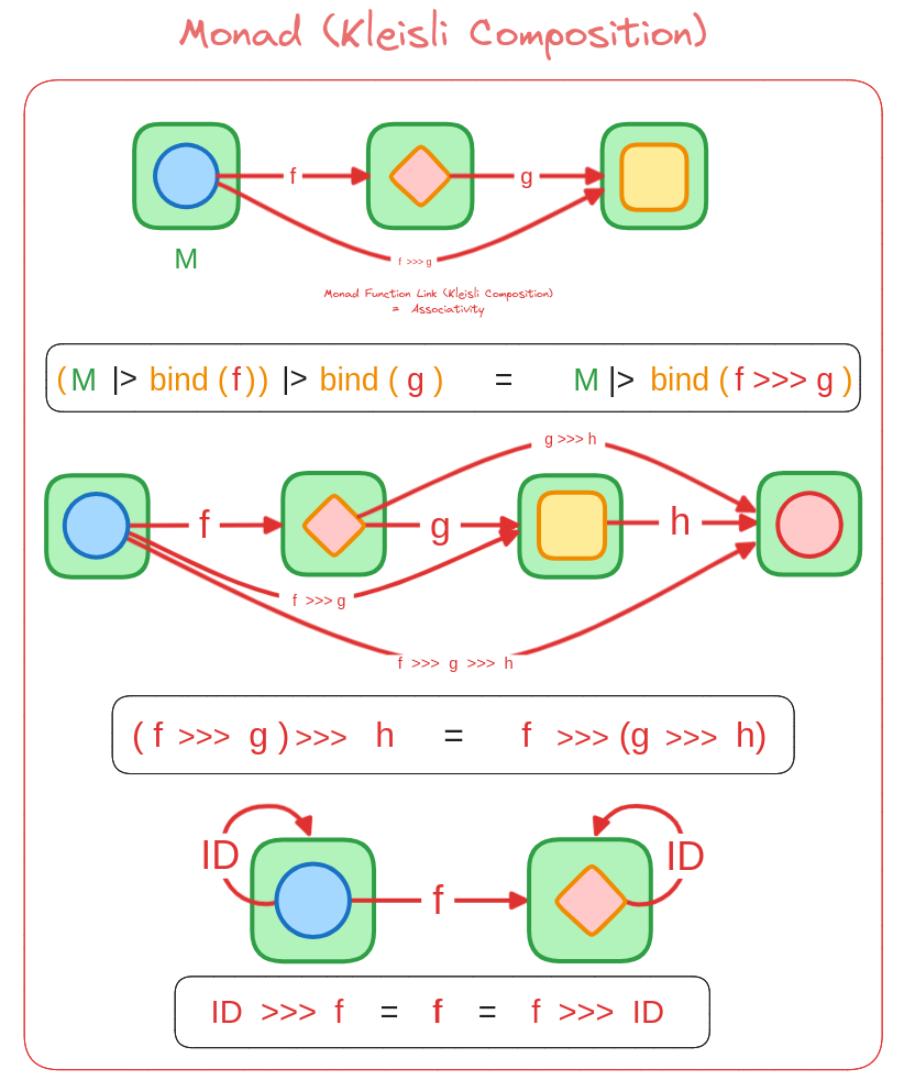 Monad (Kleisli Composition)
f
g
M
f >>> g
Monad Function Link (Kleisli Composition)
= Associativity
(M |> bind (f)) |> bind ( g ) = M |> bind ( f >>> g )
g >>> h
f
g
h
f >>> g
f >>> g >>> h
( f >>> g ) >>> h = f >>> (g >>> h)
ID
ID
f
ID >>> f = f = f >>> ID